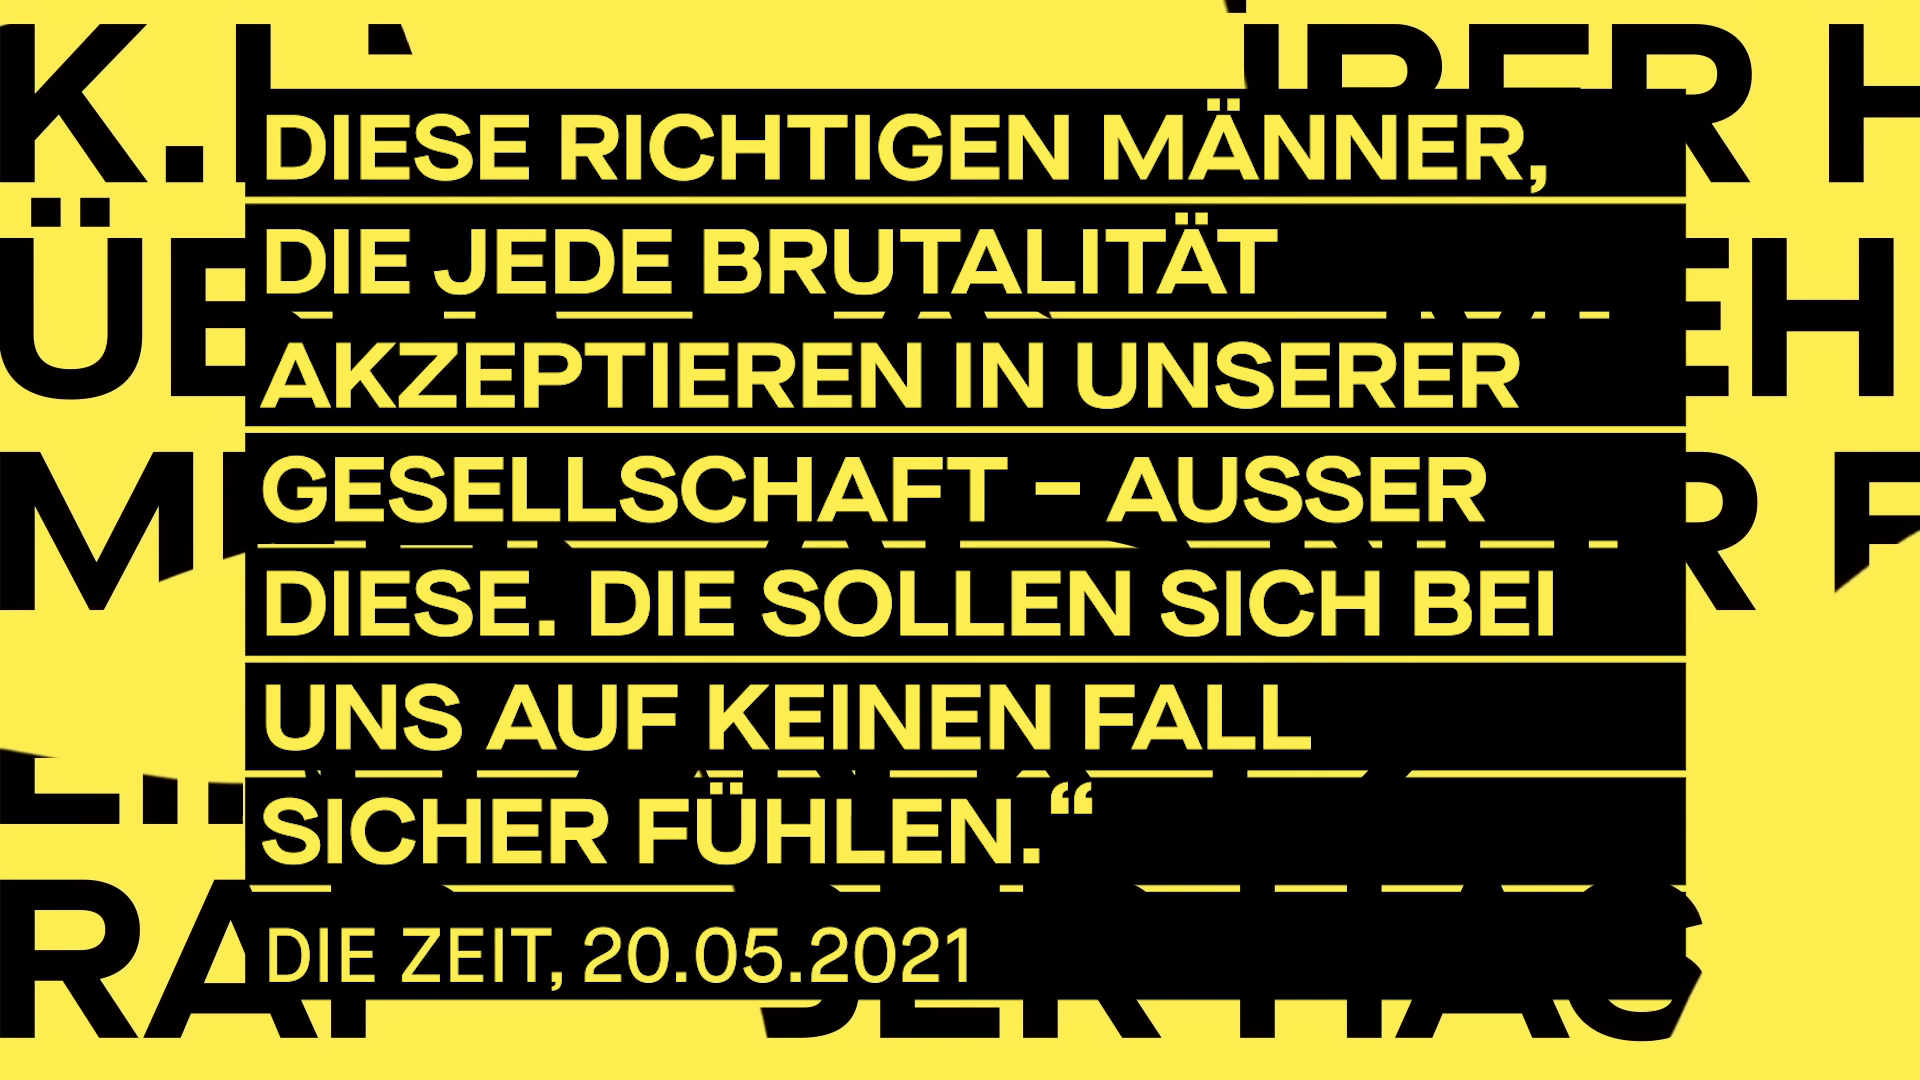 DIESE RICHTIGEN MÄNNER,
DIE JEDE BRUTALITÄT
AKZEPTIEREN IN UNSERER
GESELLSCHAFT – AUSSER
DIESE. DIE SOLLEN SICH BEI
UNS AUF KEINEN FALL
SICHER FÜHLEN.“
DIE ZEIT, 20.05.2021